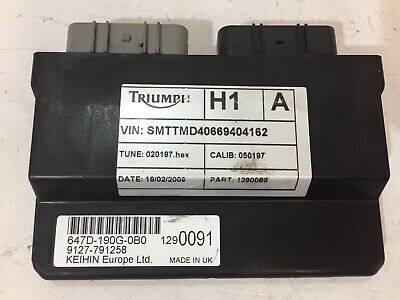 TRIUMPH H1 A
VIN: SMTTMD40669404162
TUNE: 020197.hex CALIB: 050197
DATE: 19/02/2009 PART: 1290089
647D-190G-0B0 1290091
9127-791258
KEIHIN Europe Ltd. MADE IN UK